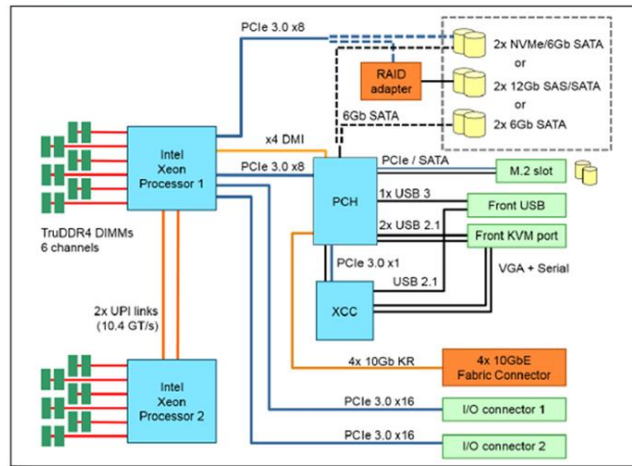 PCIe 3.0 x8
2x NVMe/6Gb SATA
or
RAID
adapter
2x 12Gb SAS/SATA
or
6Gb SATA
2x 6Gb SATA
Intel
Xeon
Processor 1
x4 DMI
PCIe 3.0 x8
PCH
PCIe / SATA
M.2 slot
1x USB 3
Front USB
2x USB 2.1
Front KVM port
TruDDR4 DIMMs
6 channels
PCIe 3.0 x1
VGA + Serial
USB 2.1
XCC
2x UPI links
(10.4 GT/s)
4x 10Gb KR
4x 10GbE
Fabric Connector
Intel
Xeon
Processor 2
PCIe 3.0 x16
I/O connector 1
PCIe 3.0 x16
I/O connector 2